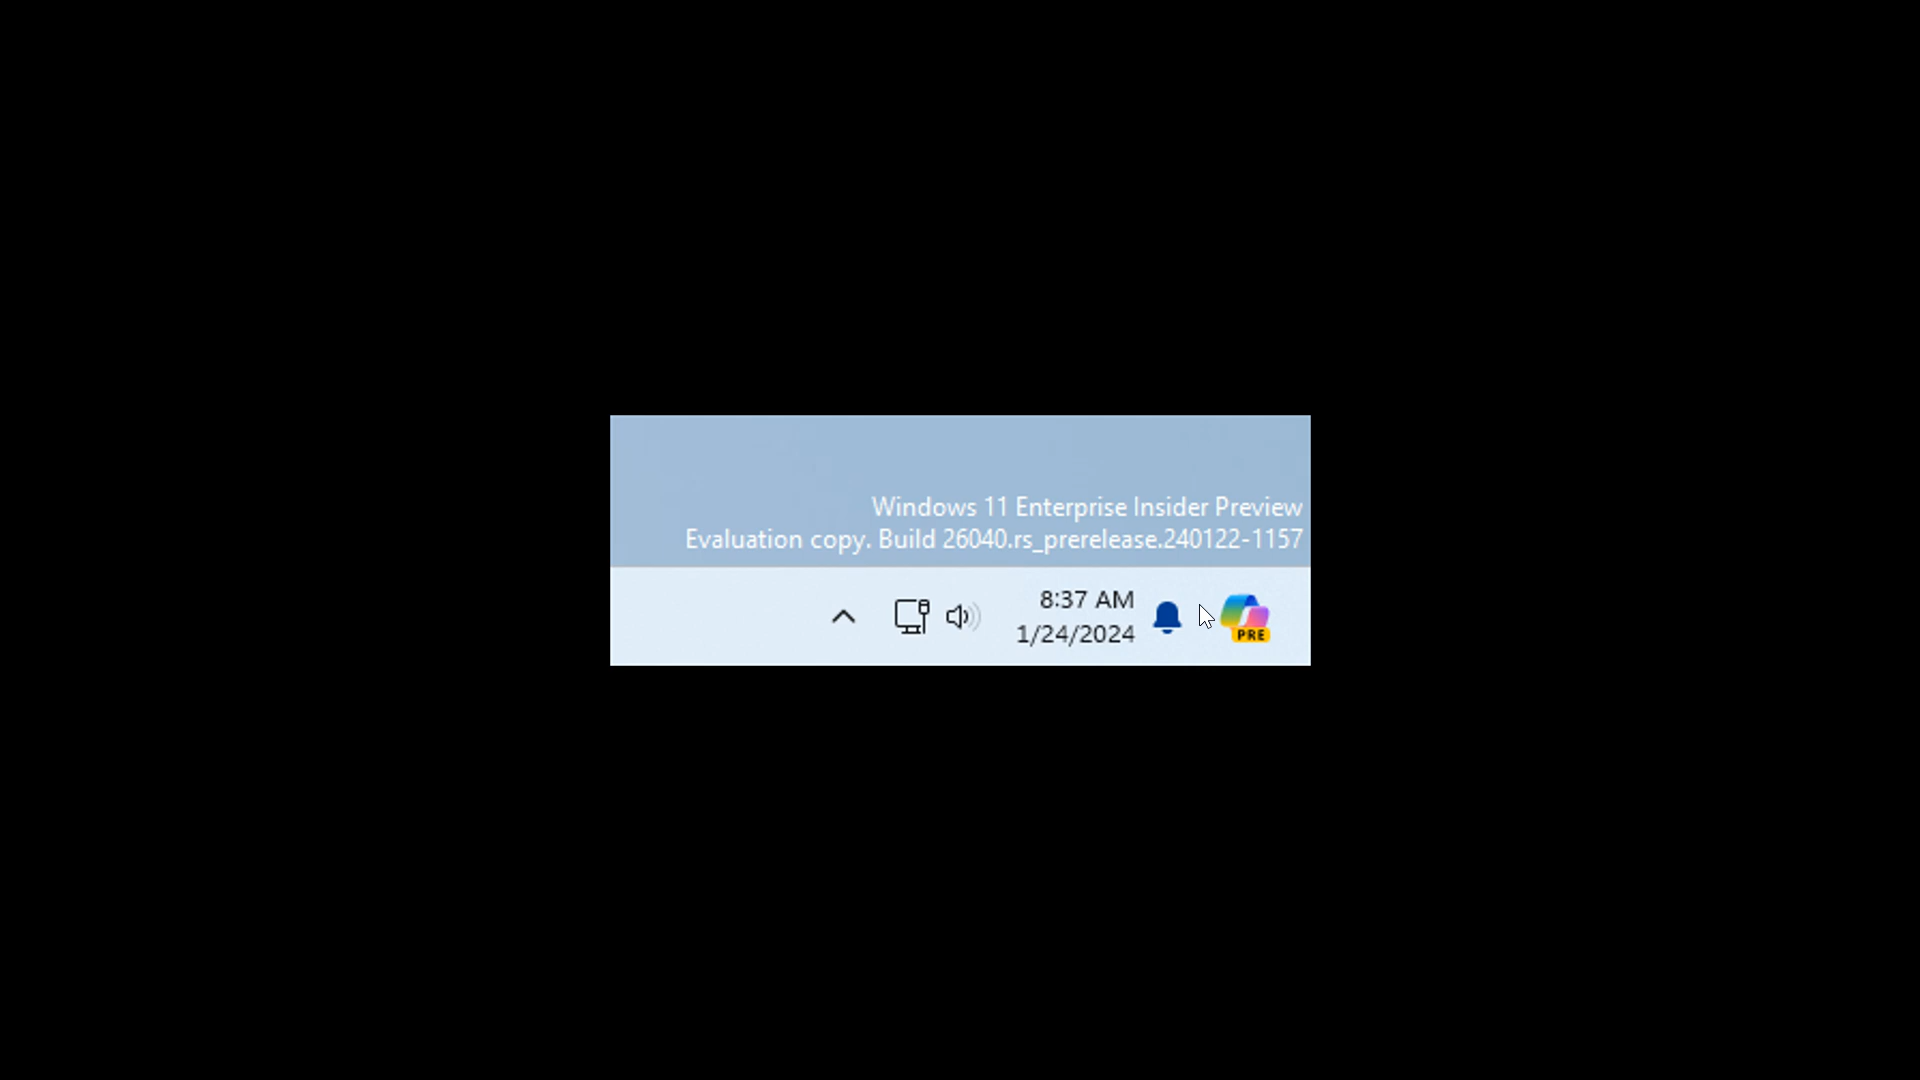 Windows 11 Enterprise Insider Preview
Evaluation copy. Build 26040.rs_prerelease.240122-1157
8:37 AM
1/24/2024
PRE